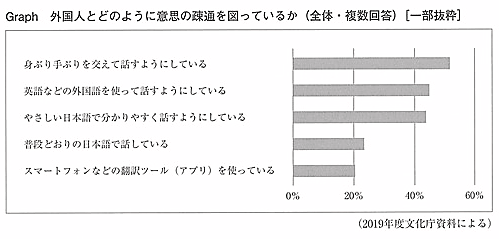 Graph 外国人とどのように意思の疎通を図っているか（全体・複数回答）［一部抜粋］
身ぶり手ぶりを交えて話すようにしている
英語などの外国語を使って話すようにしている
やさしい日本語で分かりやすく話すようにしている
普段どおりの日本語で話している
スマートフォンなどの翻訳ツール（アプリ）を使っている
0% 20% 40% 60%
（2019年度文化庁資料による）